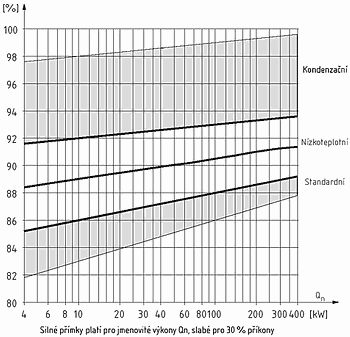 [%]
100
98
Kondenzační
96
94
92
Nízkoteplotní
90
Standardní
88
86
84
82
80
Qn
4 6 8 10 20 30 40 60 80 100 200 300 400 [kW]
Silné přímky platí pro jmenovité výkony Qn, slabé pro 30 % příkony